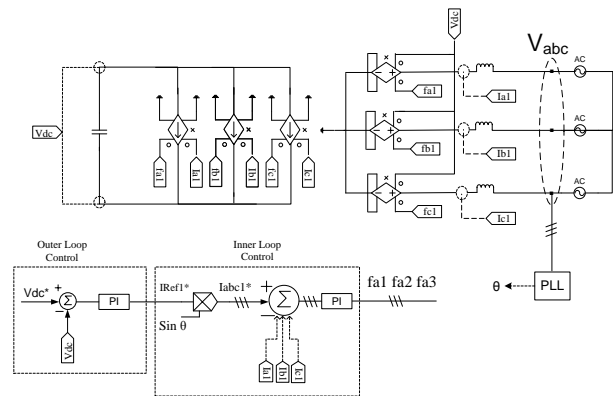 Vdc
V_abc
AC
fa1
Ia1
AC
Vdc
fb1
Ib1
AC
fa1
Ia1
fb1
Ib1
fc1
Ic1
fc1
Ic1
θ
PLL
Outer Loop
Control
Inner Loop
Control
Vdc*
+
Σ
−
PI
IRef1*
Iabc1*
+
Σ
−
PI
fa1 fa2 fa3
Sin θ
Vdc
Ia1
Ib1
Ic1